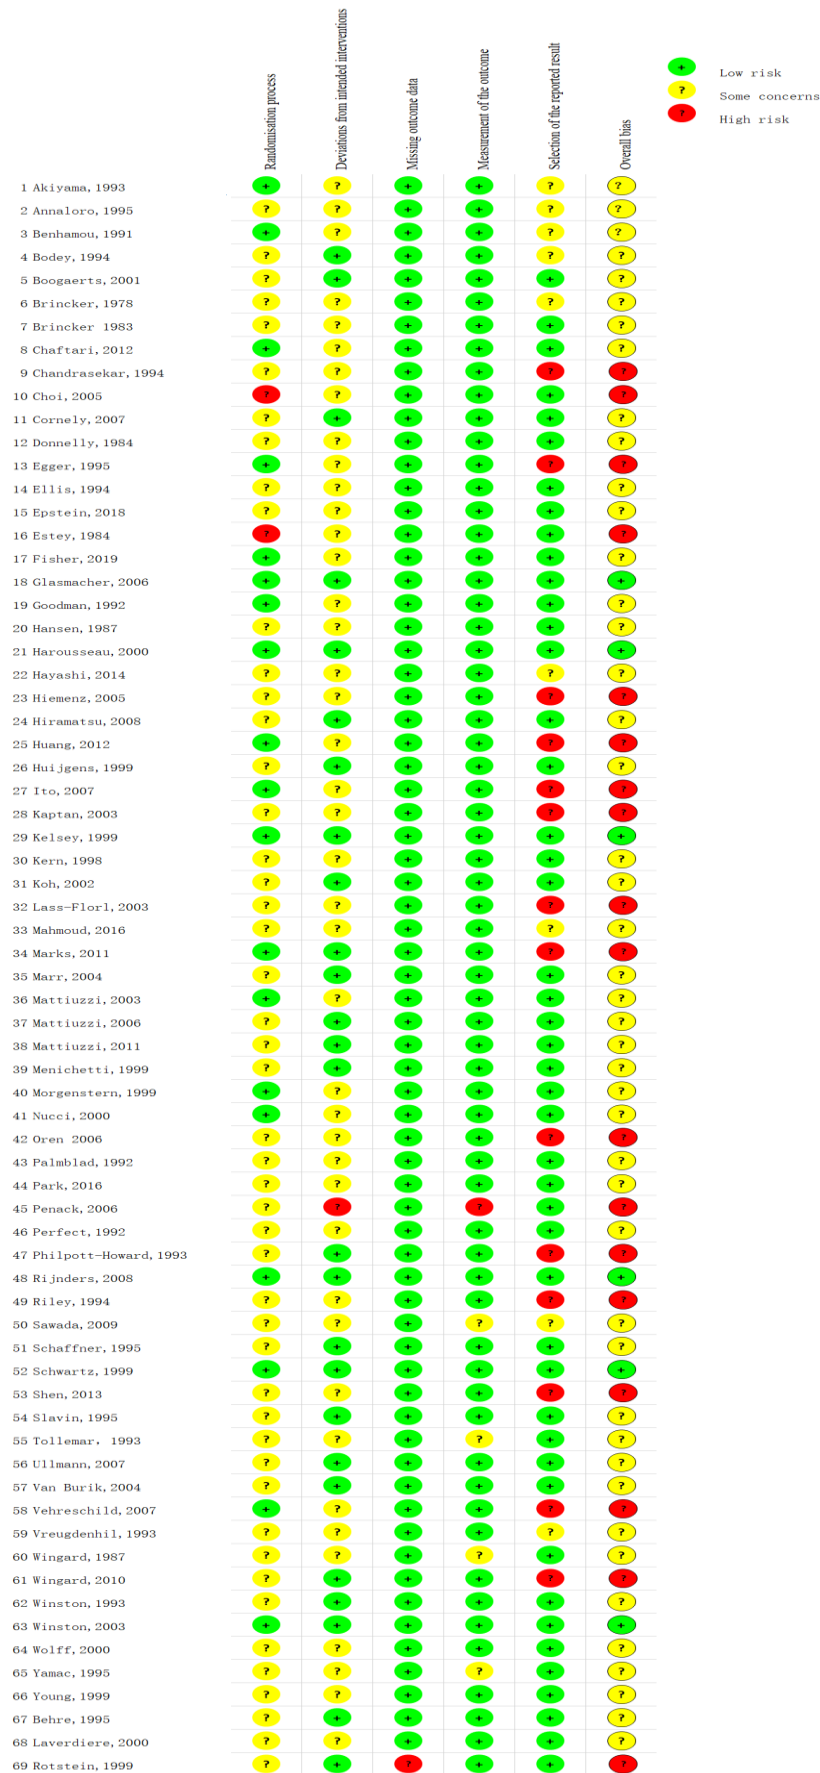 Randomisation process
Deviations from intended interventions
Missing outcome data
Measurement of the outcome
Selection of the reported result
Overall bias
+ Low risk
? Some concerns
? High risk
1 Akiyama, 1993 + ? + + ? ?
2 Annaloro, 1995 ? ? + + ? ?
3 Benhamou, 1991 + ? + + ? ?
4 Bodey, 1994 ? + + + ? ?
5 Boogaerts, 2001 ? + + + + ?
6 Brincker, 1978 ? ? + + ? ?
7 Brincker 1983 ? ? + + + ?
8 Chaftari, 2012 + ? + + + ?
9 Chandrasekar, 1994 ? ? + + ? ?
10 Choi, 2005 ? ? + + + ?
11 Cornely, 2007 ? + + + + ?
12 Donnelly, 1984 ? ? + + + ?
13 Egger, 1995 + ? + + ? ?
14 Ellis, 1994 ? ? + + + ?
15 Epstein, 2018 ? ? + + + ?
16 Estey, 1984 ? ? + + + ?
17 Fisher, 2019 + ? + + + ?
18 Glasmacher, 2006 + + + + + +
19 Goodman, 1992 + ? + + + ?
20 Hansen, 1987 ? ? + + + ?
21 Harousseau, 2000 + + + + + +
22 Hayashi, 2014 ? ? + + ? ?
23 Hiemenz, 2005 ? ? + + ? ?
24 Hiramatsu, 2008 ? + + + + ?
25 Huang, 2012 + ? + + ? ?
26 Huijgens, 1999 ? + + + + ?
27 Ito, 2007 + ? + + ? ?
28 Kaptan, 2003 ? ? + + ? ?
29 Kelsey, 1999 + + + + + +
30 Kern, 1998 ? ? + + + ?
31 Koh, 2002 ? + + + + ?
32 Lass-Florl, 2003 ? ? + + ? ?
33 Mahmoud, 2016 ? ? + + ? ?
34 Marks, 2011 + + + + ? ?
35 Marr, 2004 ? + + + + ?
36 Mattiuzzi, 2003 + ? + + + ?
37 Mattiuzzi, 2006 ? + + + + ?
38 Mattiuzzi, 2011 ? + + + + ?
39 Menichetti, 1999 ? + + + + ?
40 Morgenstern, 1999 + ? + + + ?
41 Nucci, 2000 + ? + + + ?
42 Oren 2006 ? ? + + ? ?
43 Palmblad, 1992 ? ? + + + ?
44 Park, 2016 ? ? + + + ?
45 Penack, 2006 ? ? + ? + ?
46 Perfect, 1992 ? ? + + + ?
47 Philpott-Howard, 1993 ? + + + ? ?
48 Rijnders, 2008 + + + + + +
49 Riley, 1994 ? ? + + ? ?
50 Sawada, 2009 ? ? + ? ? ?
51 Schaffner, 1995 ? + + + + ?
52 Schwartz, 1999 + + + + + +
53 Shen, 2013 ? ? + + ? ?
54 Slavin, 1995 ? + + + + ?
55 Tollemar. 1993 ? ? + ? + ?
56 Ullmann, 2007 ? + + + + ?
57 Van Burik, 2004 ? + + + + ?
58 Vehreschild, 2007 + ? + + ? ?
59 Vreugdenhil, 1993 ? ? + + ? ?
60 Wingard, 1987 ? ? + ? + ?
61 Wingard, 2010 ? + + + ? ?
62 Winston, 1993 ? + + + + ?
63 Winston, 2003 + + + + + +
64 Wolff, 2000 ? ? + + + ?
65 Yamac, 1995 ? ? + ? + ?
66 Young, 1999 ? ? + + + ?
67 Behre, 1995 ? + + + + ?
68 Laverdiere, 2000 ? ? + + + ?
69 Rotstein, 1999 ? + ? + + ?